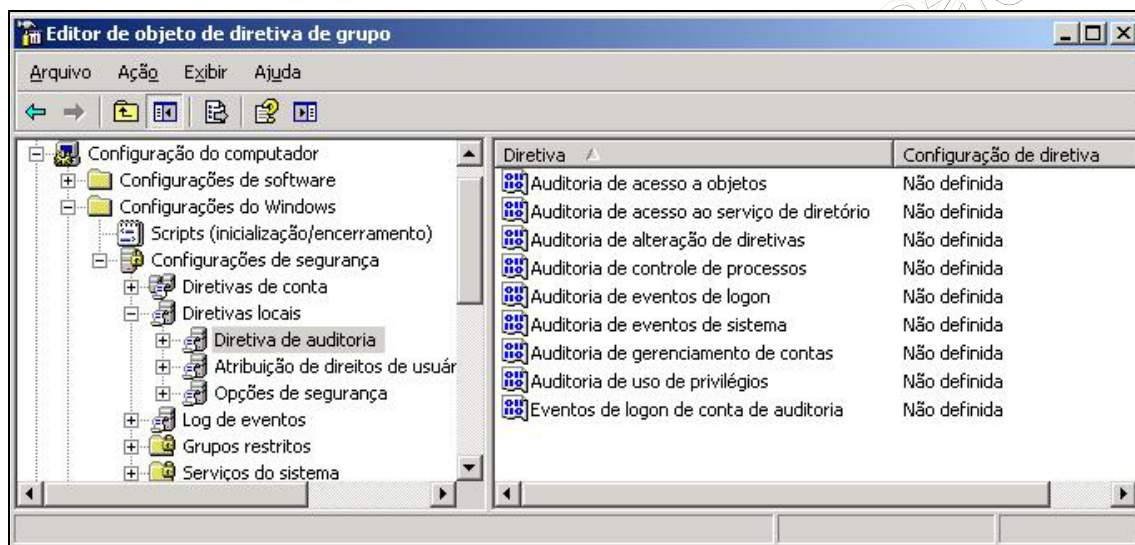 Editor de objeto de diretiva de grupo
Arquivo Ação Exibir Ajuda
Configuração do computador
Configurações de software
Configurações do Windows
Scripts (inicialização/encerramento)
Configurações de segurança
Diretivas de conta
Diretivas locais
Diretiva de auditoria
Atribuição de direitos de usuár
Opções de segurança
Log de eventos
Grupos restritos
Serviços do sistema
Diretiva Configuração de diretiva
Auditoria de acesso a objetos Não definida
Auditoria de acesso ao serviço de diretório Não definida
Auditoria de alteração de diretivas Não definida
Auditoria de controle de processos Não definida
Auditoria de eventos de logon Não definida
Auditoria de eventos de sistema Não definida
Auditoria de gerenciamento de contas Não definida
Auditoria de uso de privilégios Não definida
Eventos de logon de conta de auditoria Não definida